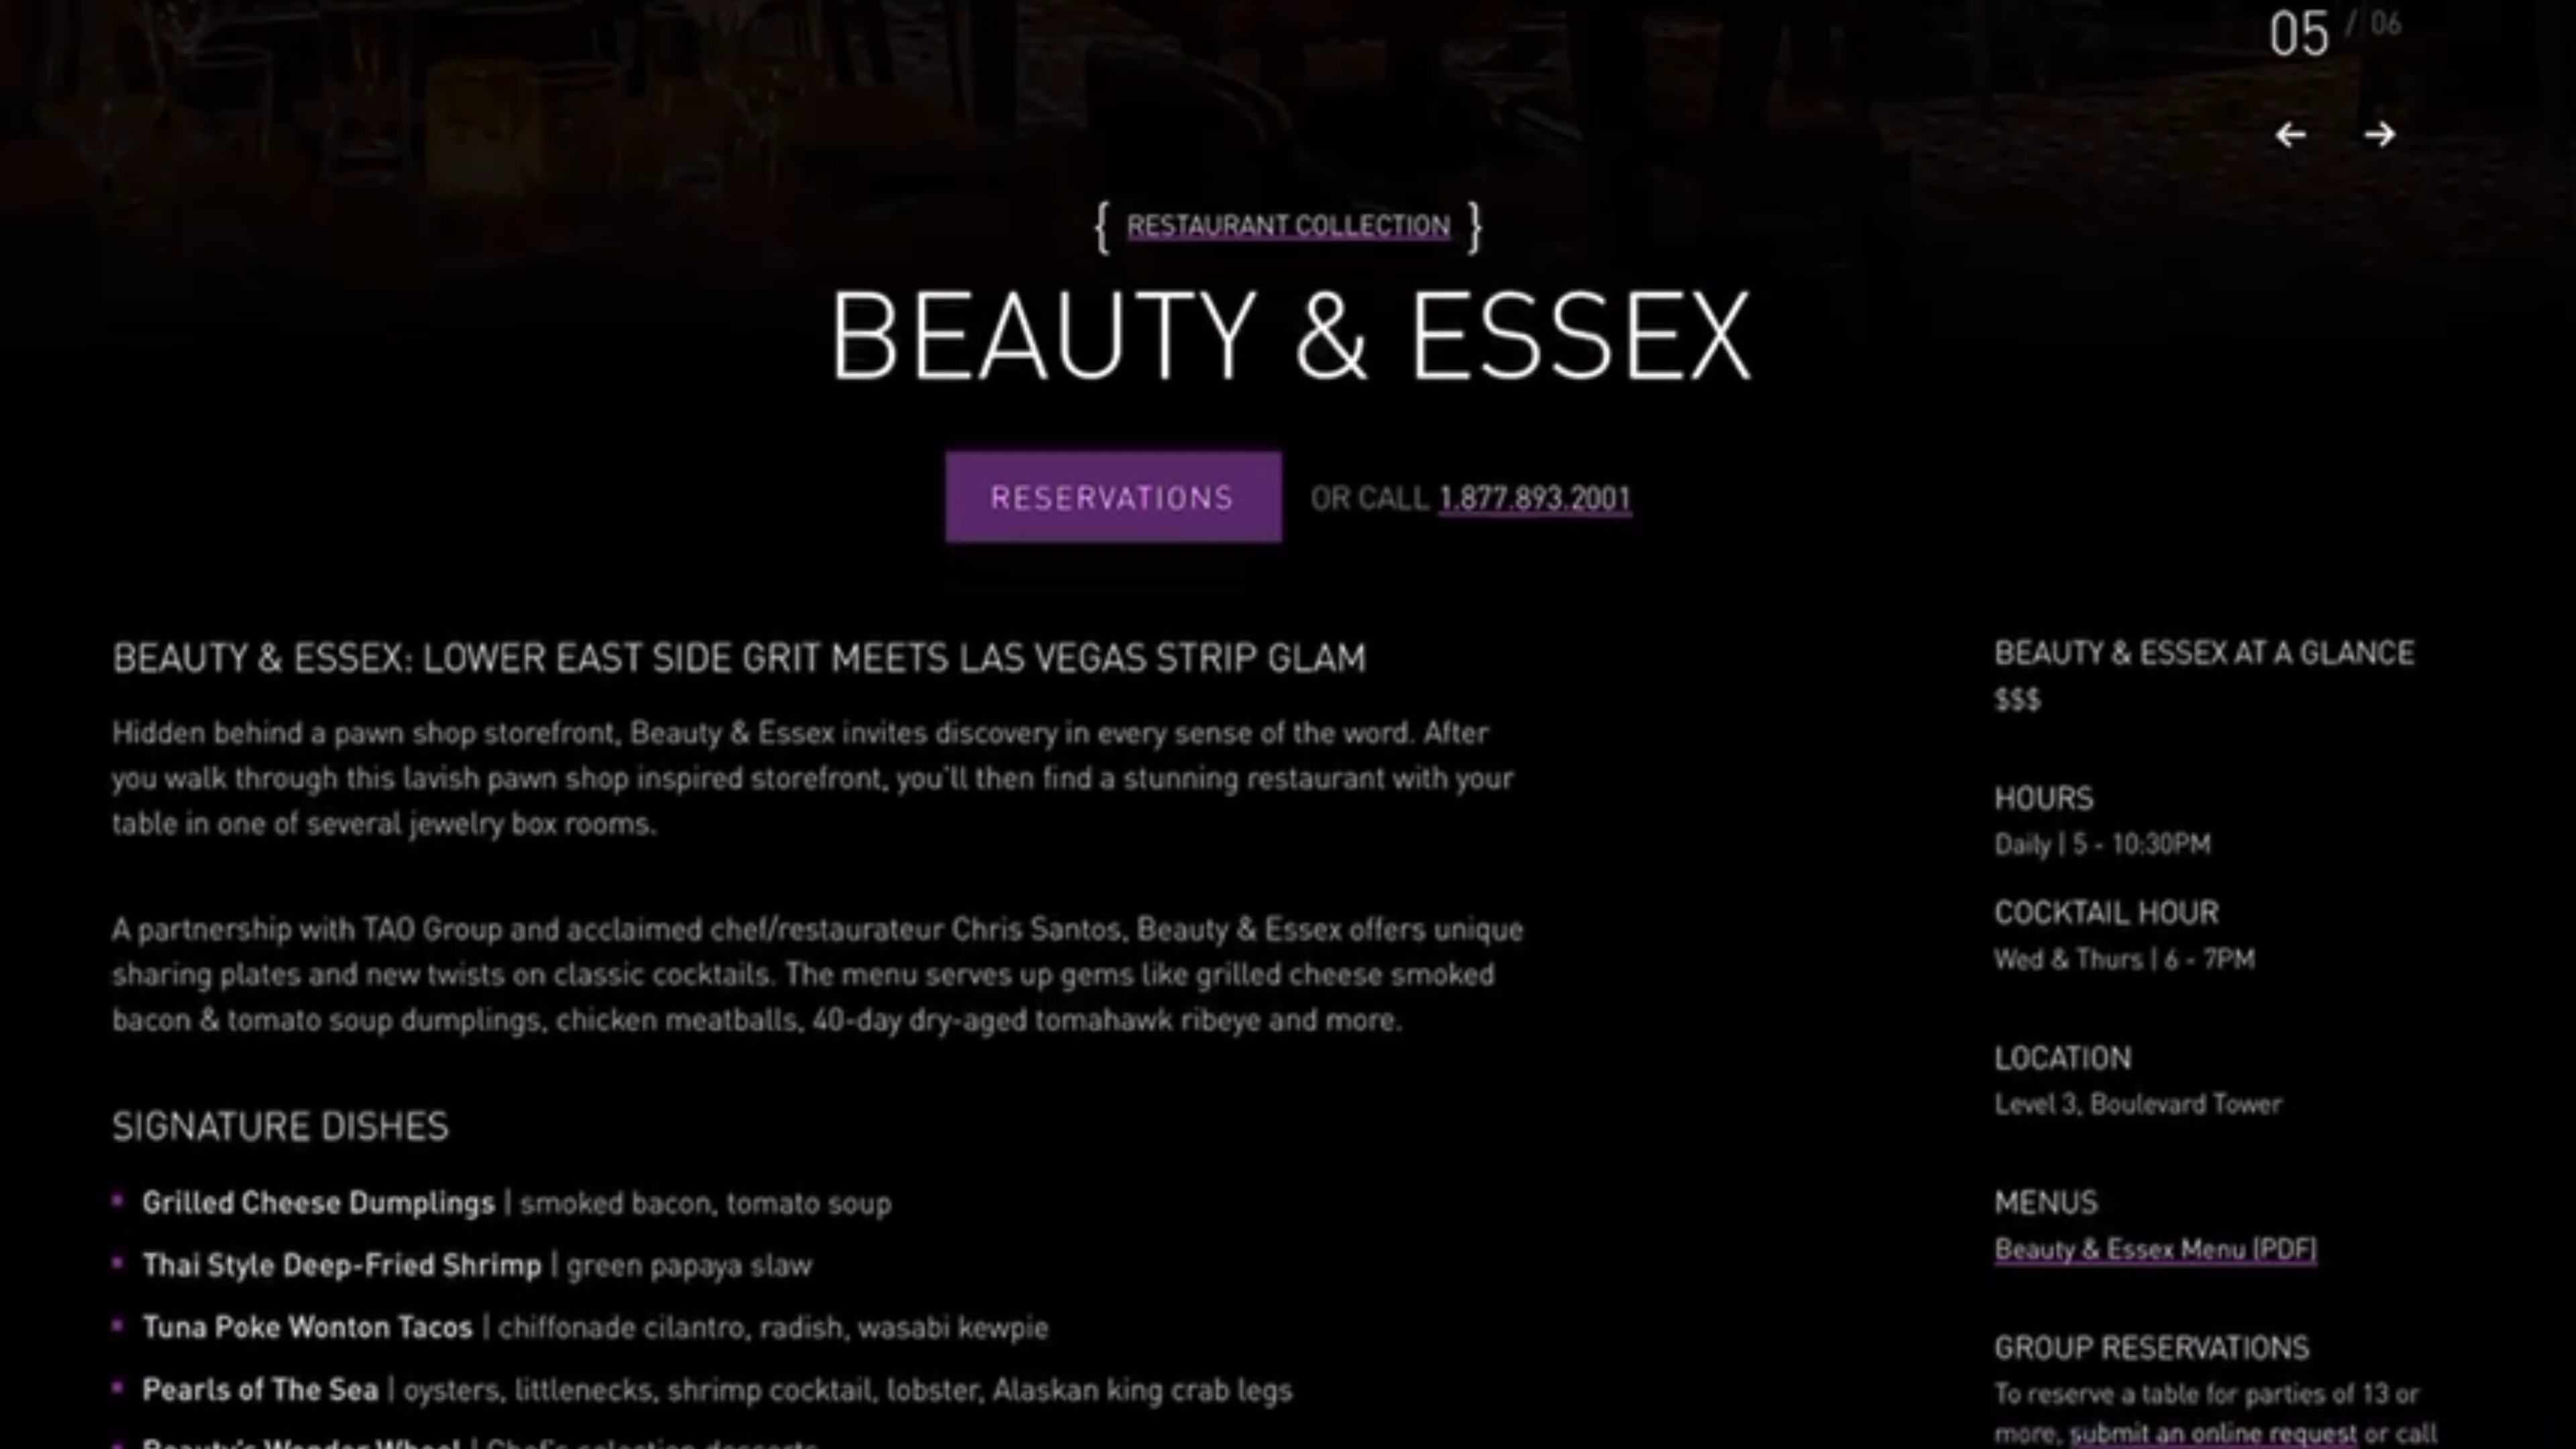 05 / 06
← →
{ RESTAURANT COLLECTION }
BEAUTY & ESSEX
RESERVATIONS OR CALL 1.877.893.2001
BEAUTY & ESSEX: LOWER EAST SIDE GRIT MEETS LAS VEGAS STRIP GLAM
Hidden behind a pawn shop storefront, Beauty & Essex invites discovery in every sense of the word. After
you walk through this lavish pawn shop inspired storefront, you'll then find a stunning restaurant with your
table in one of several jewelry box rooms.
A partnership with TAO Group and acclaimed chef/restaurateur Chris Santos, Beauty & Essex offers unique
sharing plates and new twists on classic cocktails. The menu serves up gems like grilled cheese smoked
bacon & tomato soup dumplings, chicken meatballs, 40-day dry-aged tomahawk ribeye and more.
SIGNATURE DISHES
Grilled Cheese Dumplings | smoked bacon, tomato soup
Thai Style Deep-Fried Shrimp | green papaya slaw
Tuna Poke Wonton Tacos | chiffonade cilantro, radish, wasabi kewpie
Pearls of The Sea | oysters, littlenecks, shrimp cocktail, lobster, Alaskan king crab legs
Beauty's Wonder Wheel | Chef's selection desserts
BEAUTY & ESSEX AT A GLANCE
$$$
HOURS
Daily | 5 - 10:30PM
COCKTAIL HOUR
Wed & Thurs | 6 - 7PM
LOCATION
Level 3, Boulevard Tower
MENUS
Beauty & Essex Menu (PDF)
GROUP RESERVATIONS
To reserve a table for parties of 13 or
more, submit an online request or call